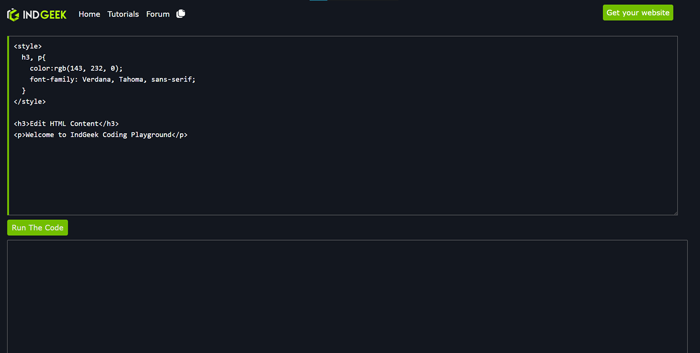 INDGEEK Home Tutorials Forum Get your website
<style>
h3, p{
color:rgb(143, 232, 0);
font-family: Verdana, Tahoma, sans-serif;
}
</style>
<h3>Edit HTML Content</h3>
<p>Welcome to IndGeek Coding Playground</p>
Run The Code